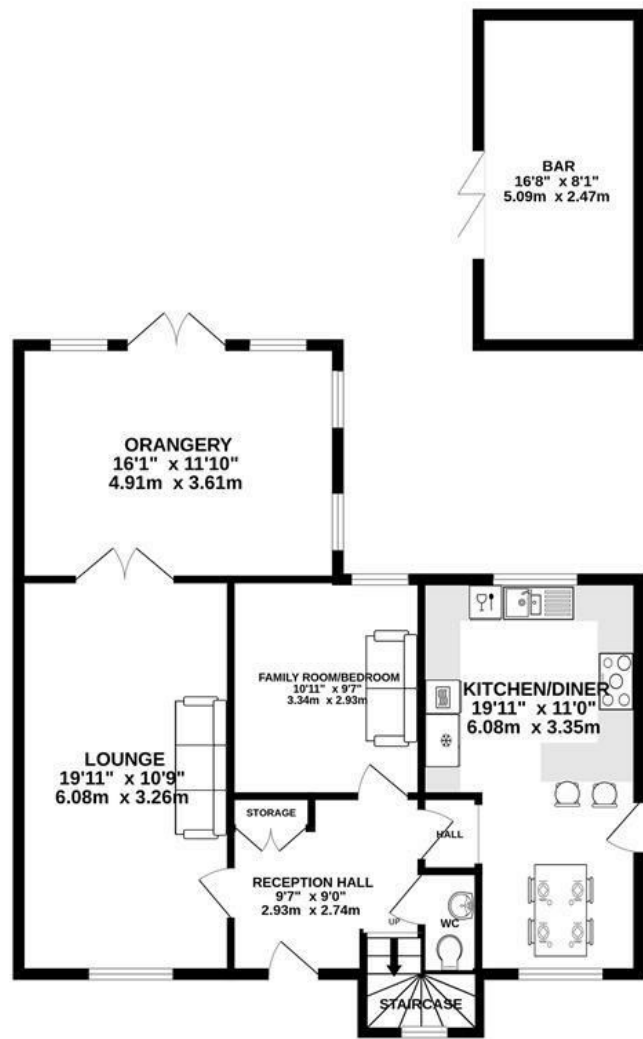 BAR
16'8" x 8'1"
5.09m x 2.47m
ORANGERY
16'1" x 11'10"
4.91m x 3.61m
FAMILY ROOM/BEDROOM
10'11" x 9'7"
3.34m x 2.93m
KITCHEN/DINER
19'11" x 11'0"
6.08m x 3.35m
LOUNGE
19'11" x 10'9"
6.08m x 3.26m
STORAGE
HALL
RECEPTION HALL
9'7" x 9'0"
2.93m x 2.74m
UP
WC
STAIRCASE